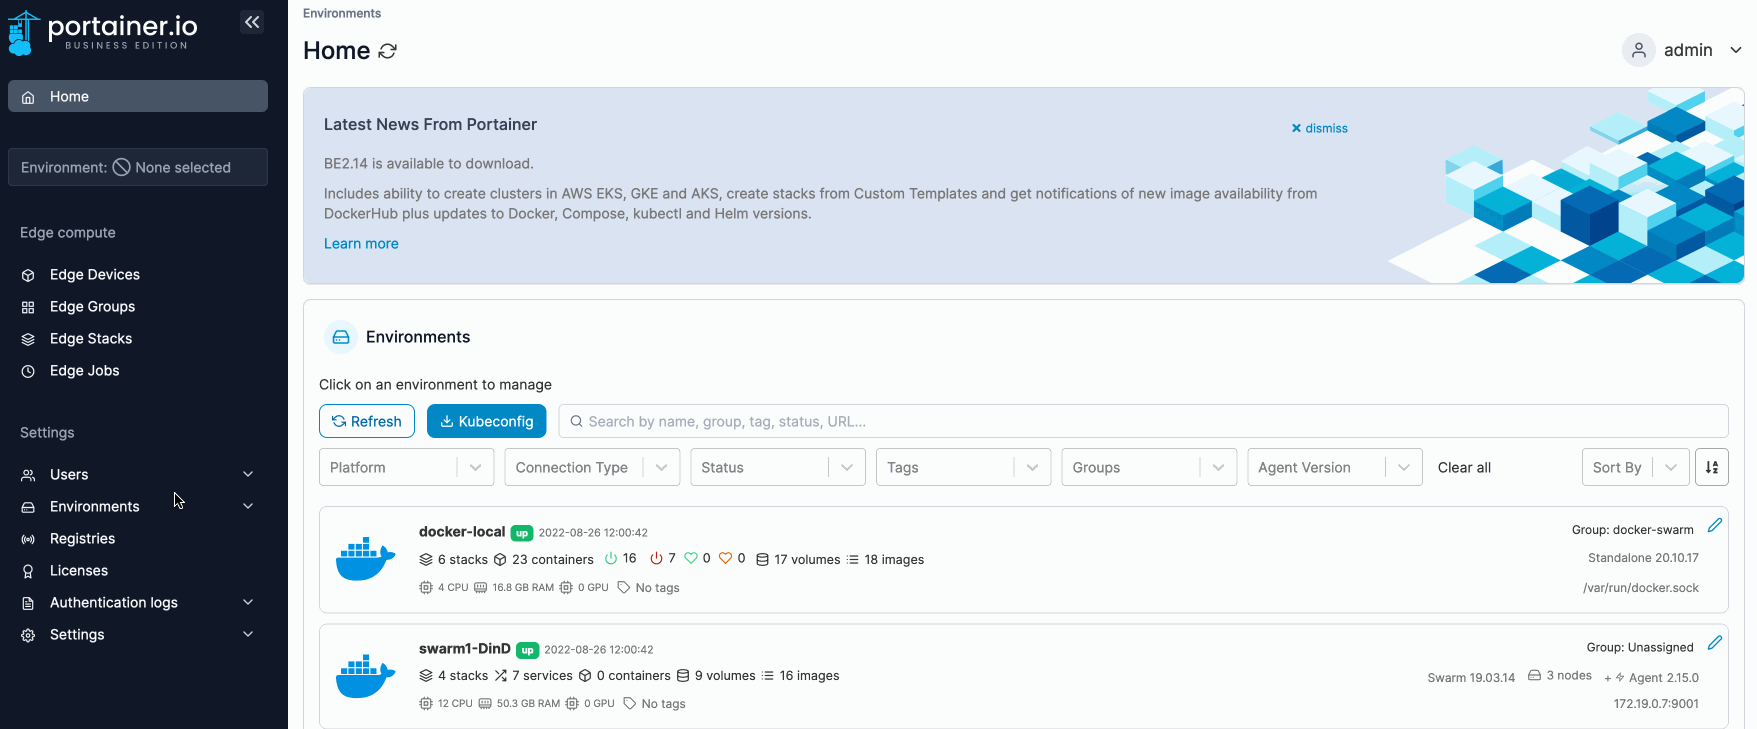 portainer.io
BUSINESS EDITION
Home
Environment: None selected
Edge compute
Edge Devices
Edge Groups
Edge Stacks
Edge Jobs
Settings
Users
Environments
Registries
Licenses
Authentication logs
Settings
Environments
Home
admin
Latest News From Portainer
dismiss
BE2.14 is available to download.
Includes ability to create clusters in AWS EKS, GKE and AKS, create stacks from Custom Templates and get notifications of new image availability from
DockerHub plus updates to Docker, Compose, kubectl and Helm versions.
Learn more
Environments
Click on an environment to manage
Refresh Kubeconfig Search by name, group, tag, status, URL...
Platform Connection Type Status Tags Groups Agent Version Clear all Sort By
docker-local up 2022-08-26 12:00:42 Group: docker-swarm
6 stacks 23 containers 16 7 0 0 17 volumes 18 images Standalone 20.10.17
4 CPU 16.8 GB RAM 0 GPU No tags /var/run/docker.sock
swarm1-DinD up 2022-08-26 12:00:42 Group: Unassigned
4 stacks 7 services 0 containers 9 volumes 16 images Swarm 19.03.14 3 nodes + Agent 2.15.0
12 CPU 50.3 GB RAM 0 GPU No tags 172.19.0.7:9001